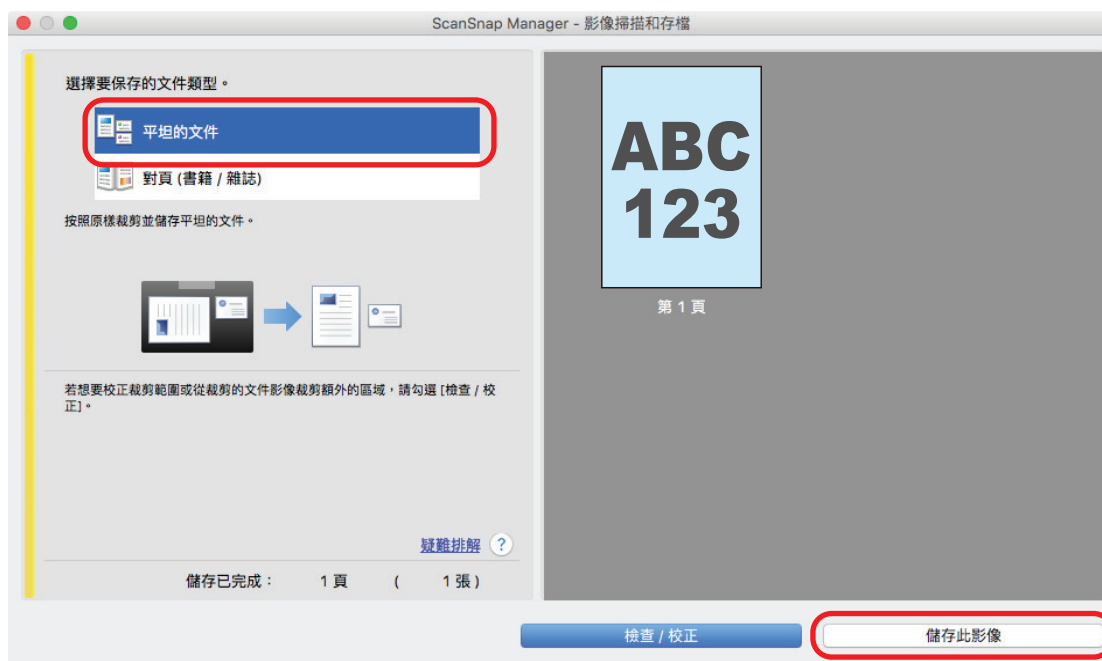 ScanSnap Manager - 影像掃描和存檔
選擇要保存的文件類型。
平坦的文件
對頁 (書籍 / 雜誌)
按照原樣裁剪並儲存平坦的文件。
若想要校正裁剪範圍或從裁剪的文件影像裁剪額外的區域，請勾選 [檢查 / 校
正]。
疑難排解 ?
儲存已完成： 1 頁 ( 1 張 )
ABC
123
第 1 頁
檢查 / 校正
儲存此影像